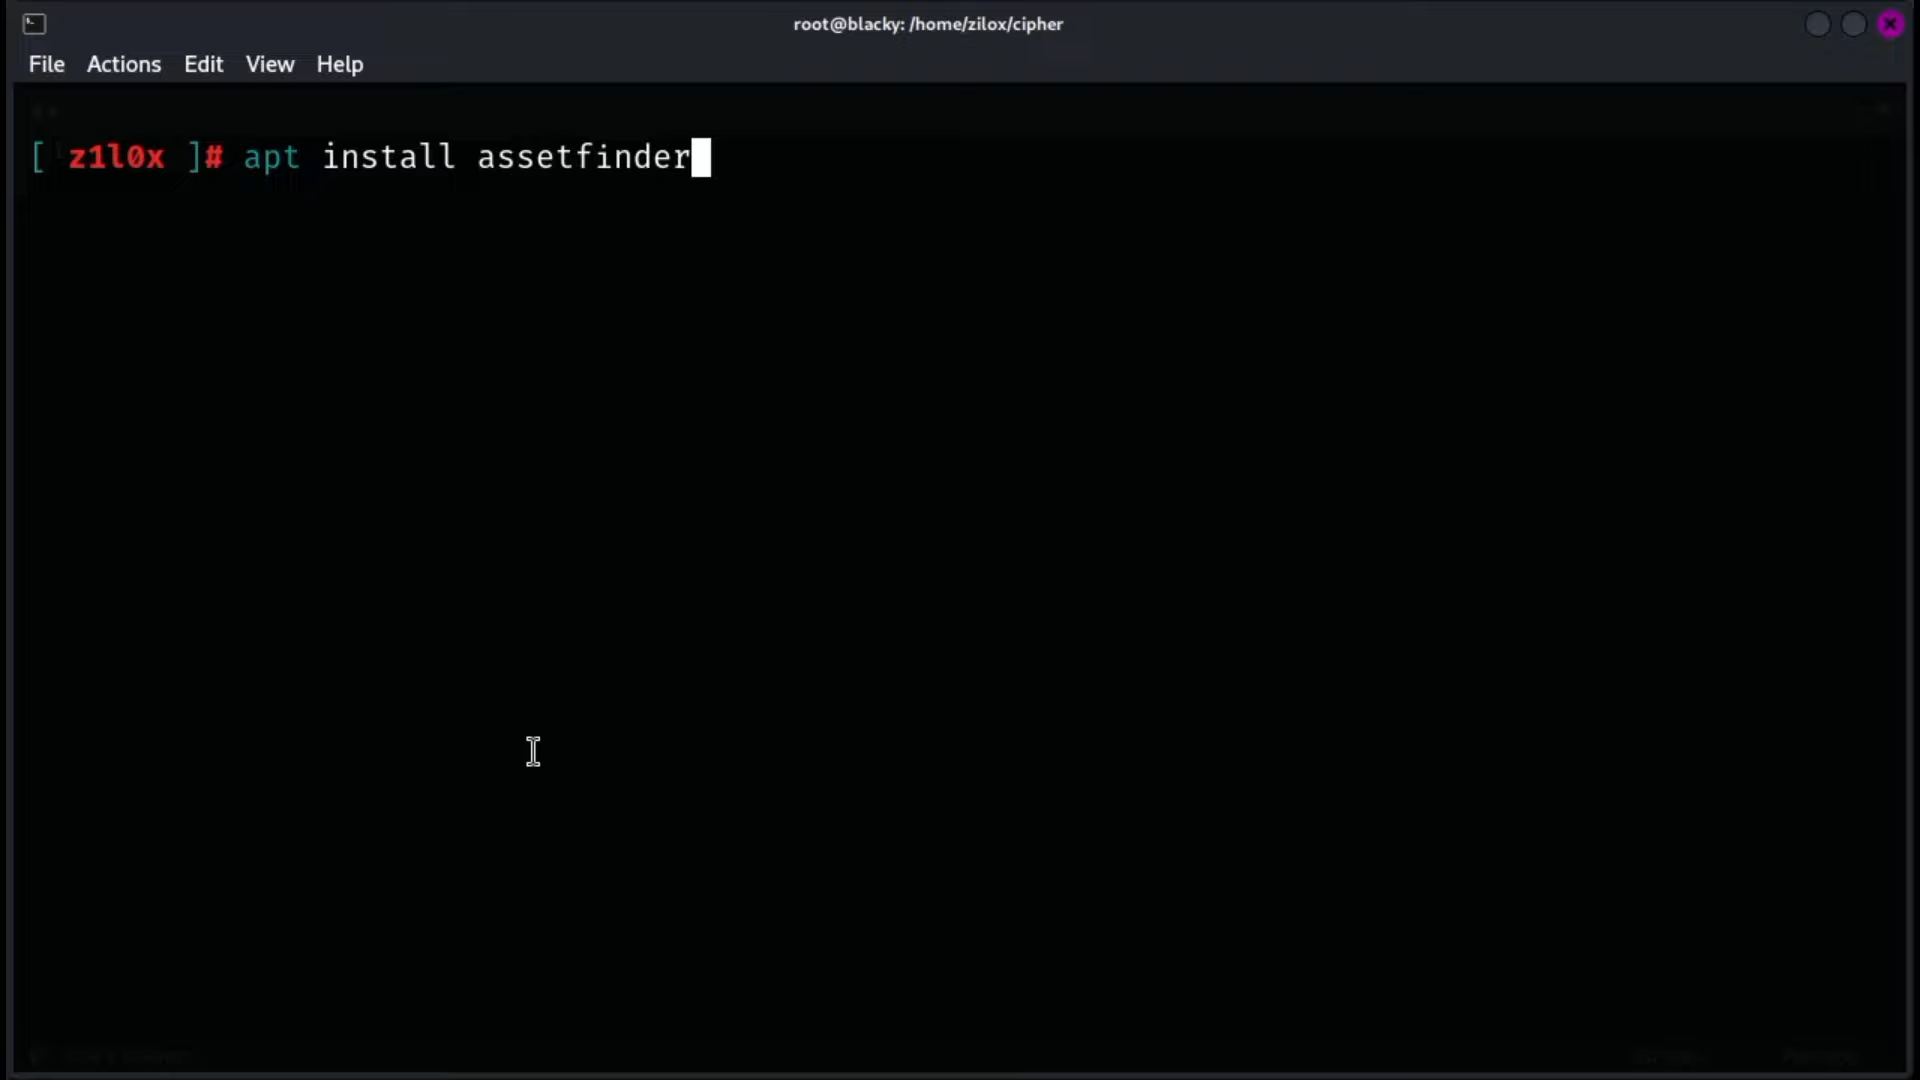 root@blacky: /home/zilox/cipher
File Actions Edit View Help
[ z1l0x ]# apt install assetfinder